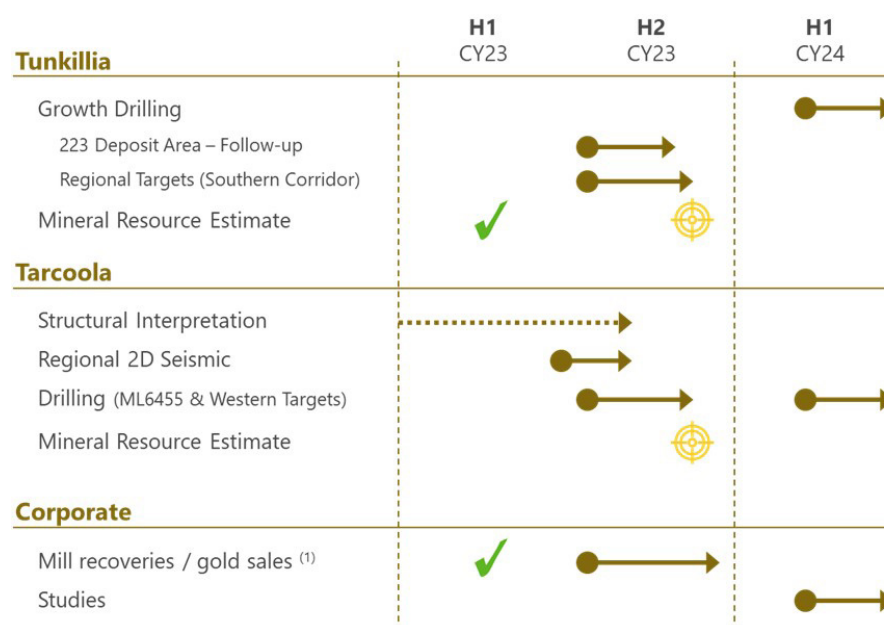 H1 H2 H1
CY23 CY23 CY24
Tunkillia
Growth Drilling
223 Deposit Area – Follow-up
Regional Targets (Southern Corridor)
Mineral Resource Estimate
Tarcoola
Structural Interpretation
Regional 2D Seismic
Drilling (ML6455 & Western Targets)
Mineral Resource Estimate
Corporate
Mill recoveries / gold sales (1)
Studies